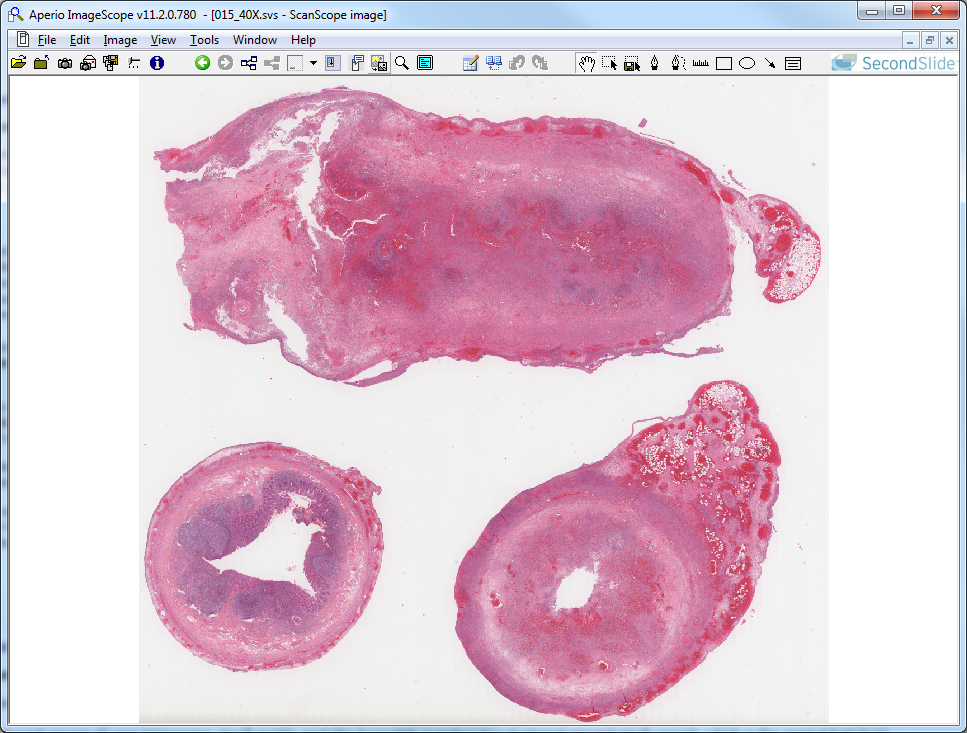 Aperio ImageScope v11.2.0.780 - [015_40X.svs - ScanScope image]
File Edit Image View Tools Window Help
SecondSlide